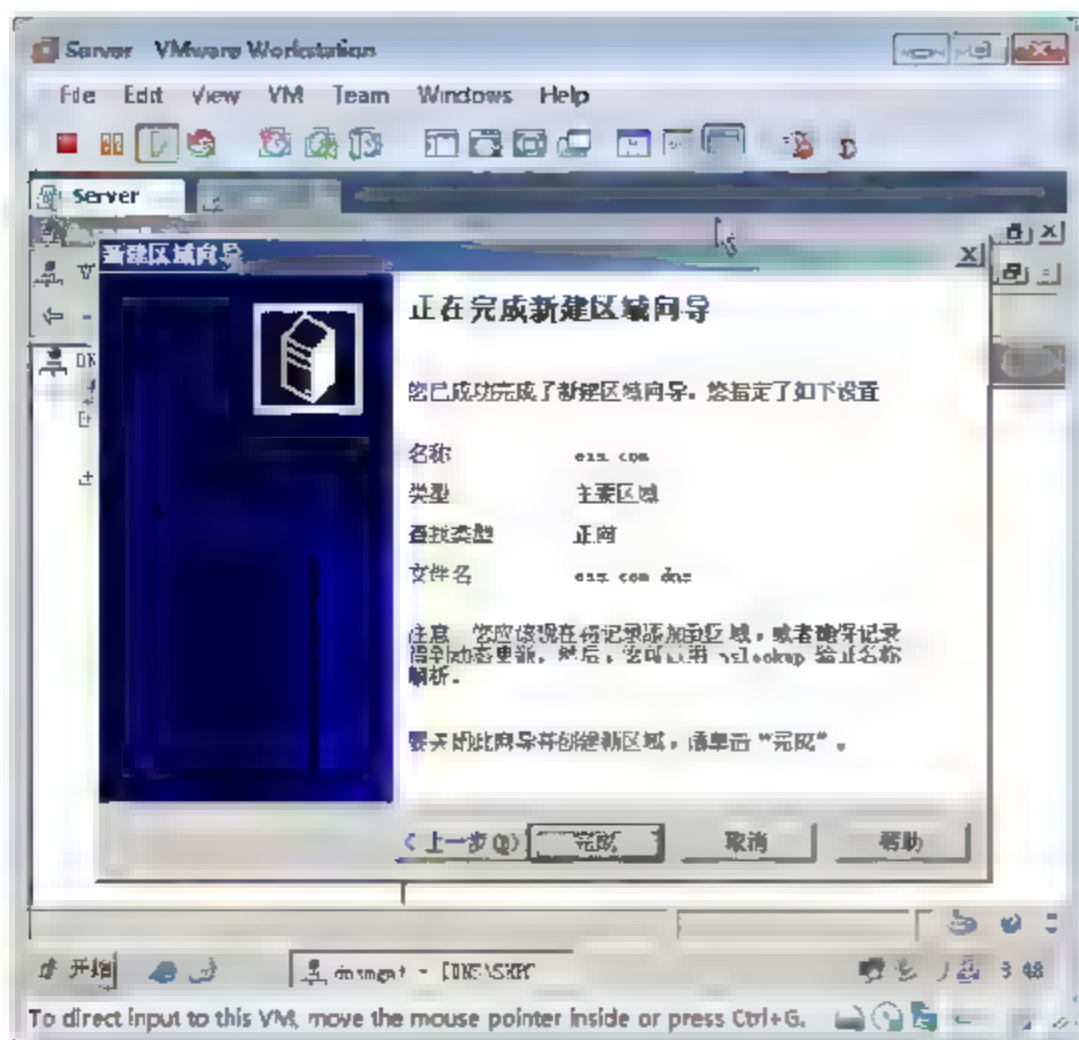 Server VMware Workstation
File Edit View VM Team Windows Help
Server
新建区域向导
正在完成新建区域向导
您已成功完成了新建区域向导。您指定了如下设置
名称
类型 主要区域
查找类型 正向
文件名
注意 您应该现在将记录添加到区域，或者确保记录
得到动态更新。然后，您可以用 nslookup 验证名称
解析。
要关闭此向导并创建新区域，请单击“完成”。
< 上一步(B) 完成 取消 帮助
开始 dnsmgmt - [DNS\SERV 3 48
To direct input to this VM, move the mouse pointer inside or press Ctrl+G.